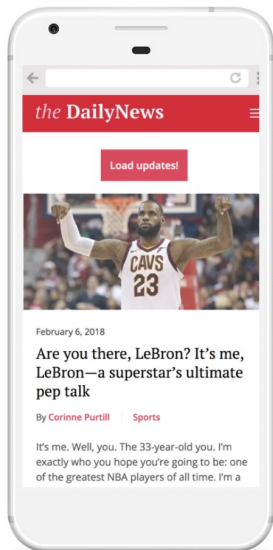 the DailyNews
Load updates!
CAVS
23
February 6, 2018
Are you there, LeBron? It’s me,
LeBron—a superstar’s ultimate
pep talk
By Corinne Purtill Sports
It’s me. Well, you. The 33-year-old you. I’m
exactly who you hope you’re going to be: one
of the greatest NBA players of all time. I’m a